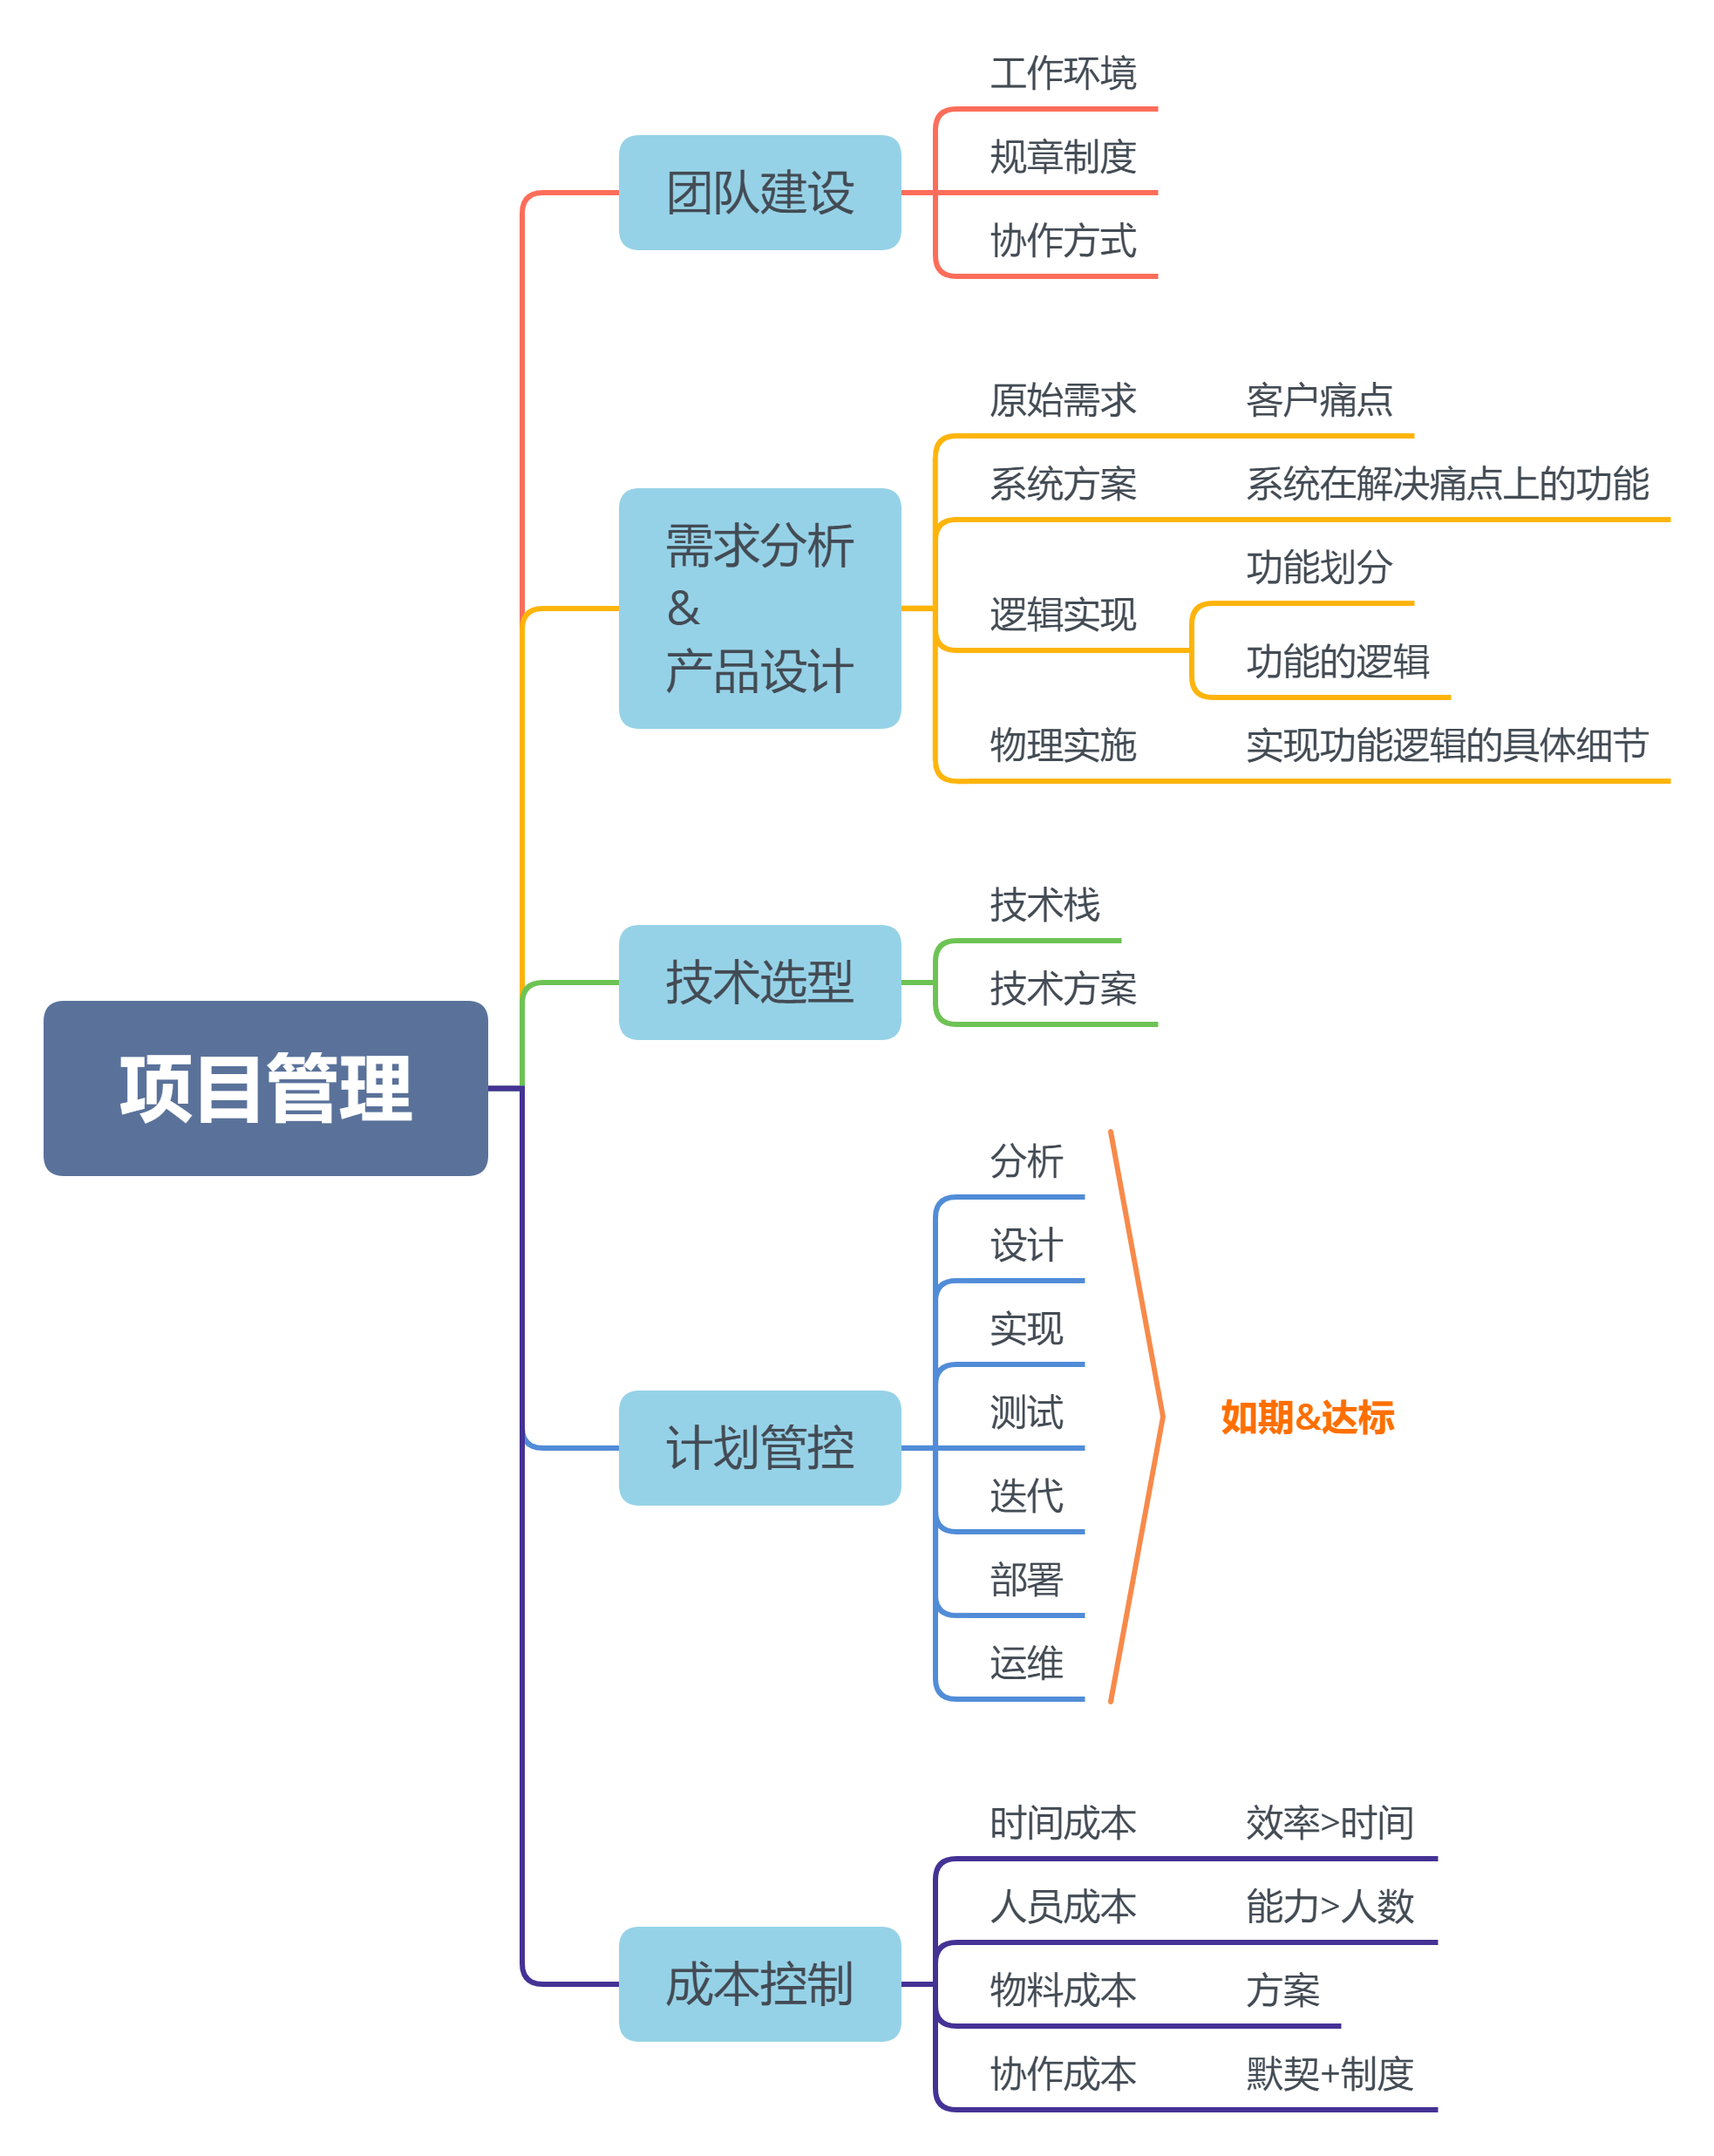 项目管理
团队建设
工作环境
规章制度
协作方式
需求分析
&
产品设计
原始需求
客户痛点
系统方案
系统在解决痛点上的功能
逻辑实现
功能划分
功能的逻辑
物理实施
实现功能逻辑的具体细节
技术选型
技术栈
技术方案
计划管控
分析
设计
实现
测试
迭代
部署
运维
如期&达标
成本控制
时间成本
效率>时间
人员成本
能力>人数
物料成本
方案
协作成本
默契+制度